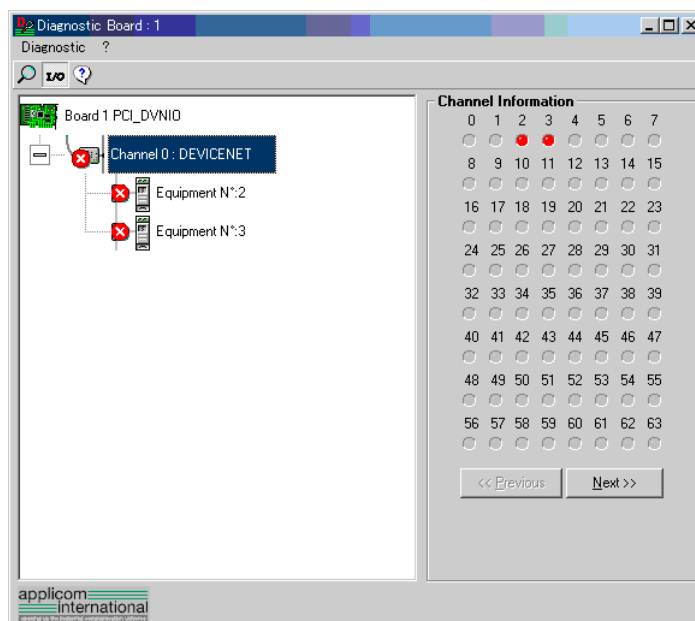 Diagnostic Board : 1
Diagnostic ?
I/O
Board 1 PCI_DVNIO
Channel 0 : DEVICENET
Equipment N°:2
Equipment N°:3
Channel Information
0 1 2 3 4 5 6 7
8 9 10 11 12 13 14 15
16 17 18 19 20 21 22 23
24 25 26 27 28 29 30 31
32 33 34 35 36 37 38 39
40 41 42 43 44 45 46 47
48 49 50 51 52 53 54 55
56 57 58 59 60 61 62 63
<< Previous Next >>
applicom
international